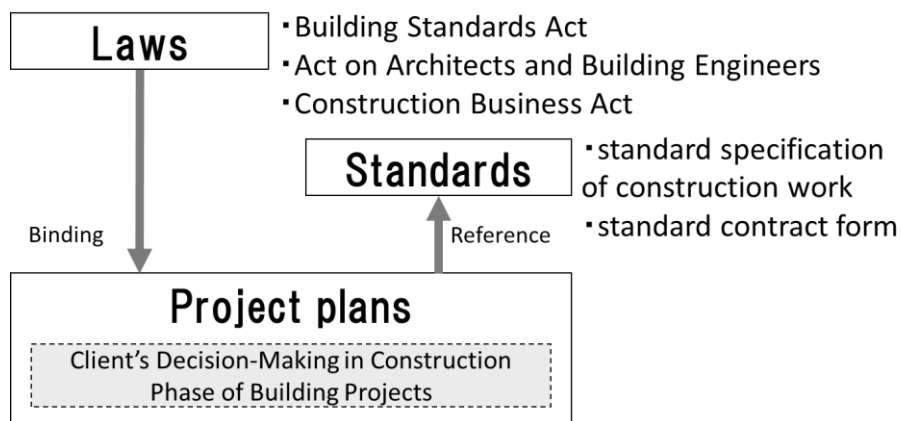 Laws
・Building Standards Act
・Act on Architects and Building Engineers
・Construction Business Act
Standards
・standard specification
of construction work
・standard contract form
Binding
Reference
Project plans
Client’s Decision-Making in Construction
Phase of Building Projects